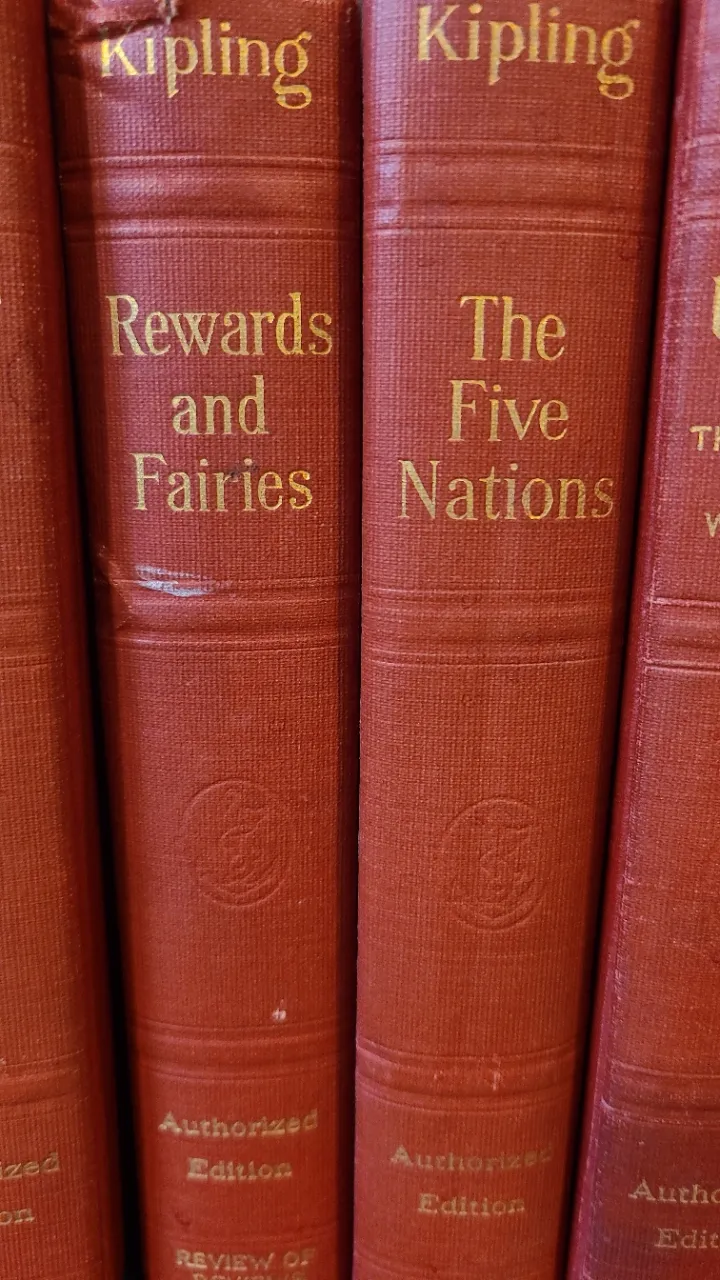 Kipling
Rewards
and
Fairies
Authorized
Edition
REVIEW OF
Kipling
The
Five
Nations
Authorized
Edition